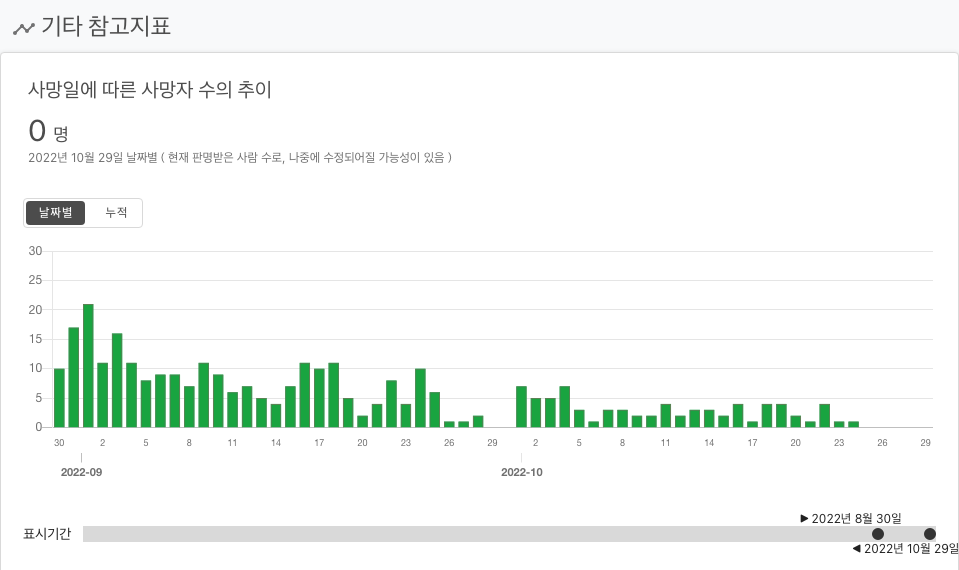 기타 참고지표
사망일에 따른 사망자 수의 추이
0 명
2022년 10월 29일 날짜별 ( 현재 판명받은 사람 수로, 나중에 수정되어질 가능성이 있음 )
날짜별 누적
30
25
20
15
10
5
0
30 2 5 8 11 14 17 20 23 26 29 2 5 8 11 14 17 20 23 26 29
2022-09 2022-10
▶ 2022년 8월 30일
표시기간
◀ 2022년 10월 29일